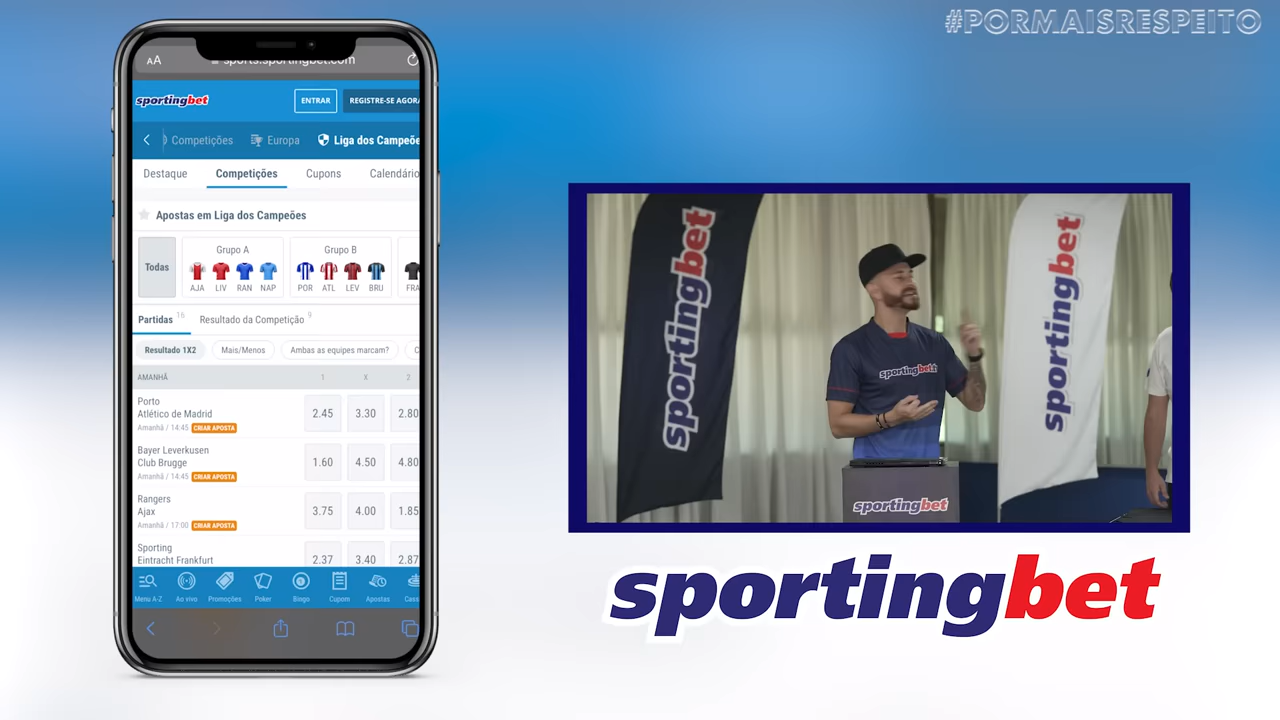 #PORMAISRESPEITO
AA
sports.sportingbet.com
sportingbet
ENTRAR
REGISTRE-SE AGORA
Competições
Europa
Liga dos Campeõe
Destaque
Competições
Cupons
Calendário
Apostas em Liga dos Campeões
Todas
Grupo A
AJA LIV RAN NAP
Grupo B
POR ATL LEV BRU
FRA
Partidas 16
Resultado da Competição 9
Resultado 1X2
Mais/Menos
Ambas as equipes marcam?
C
AMANHÃ 1 X 2
Porto
Atlético de Madrid
Amanhã / 14:45 CRIAR APOSTA
2.45 3.30 2.80
Bayer Leverkusen
Club Brugge
Amanhã / 14:45 CRIAR APOSTA
1.60 4.50 4.80
Rangers
Ajax
Amanhã / 17:00 CRIAR APOSTA
3.75 4.00 1.85
Sporting
Eintracht Frankfurt
2.37 3.40 2.87
Menu A-Z
Ao vivo
Promoções
Poker
Bingo
Cupom
Apostas
sportingbet
sportingbet
sportingbet
sportingbet
sportingbet